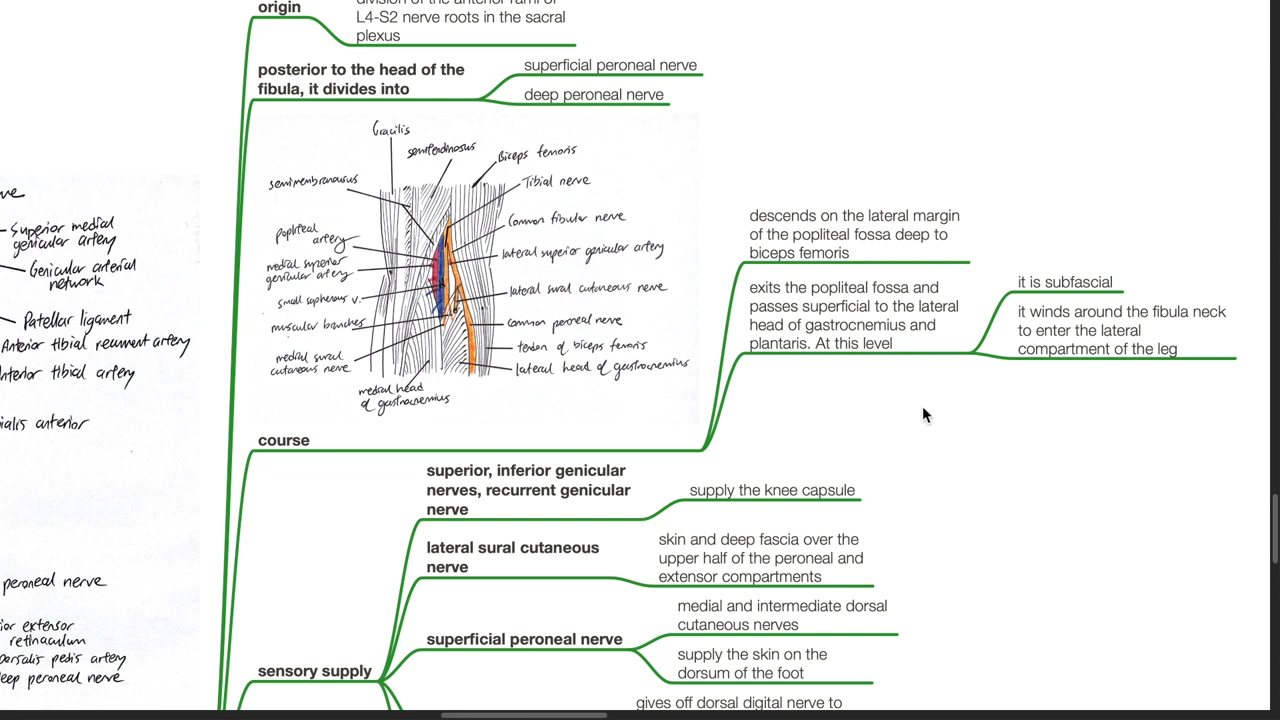 origin
division of the anterior rami of
L4-S2 nerve roots in the sacral
plexus
posterior to the head of the
fibula, it divides into
superficial peroneal nerve
deep peroneal nerve
Gracilis
semitendinosus
Biceps femoris
semimembranousus
Tibial nerve
popliteal
artery
Common fibular nerve
medial superior
genicular artery
lateral superior genicular artery
small saphenous v.
lateral sural cutaneous nerve
muscular branches
common peroneal nerve
medial sural
cutaneous nerve
tendon of biceps femoris
lateral head of gastrocnemius
medial head
of gastrocnemius
ve
Superior medial
genicular artery
Genicular arterial
network
Patellar ligament
Anterior tibial recurrent artery
nterior tibial artery
ialis anterior
peroneal nerve
ior extensor
retinaculum
Dorsalis pedis artery
eep peroneal nerve
course
descends on the lateral margin
of the popliteal fossa deep to
biceps femoris
exits the popliteal fossa and
passes superficial to the lateral
head of gastrocnemius and
plantaris. At this level
it is subfascial
it winds around the fibula neck
to enter the lateral
compartment of the leg
sensory supply
superior, inferior genicular
nerves, recurrent genicular
nerve
supply the knee capsule
lateral sural cutaneous
nerve
skin and deep fascia over the
upper half of the peroneal and
extensor compartments
superficial peroneal nerve
medial and intermediate dorsal
cutaneous nerves
supply the skin on the
dorsum of the foot
gives off dorsal digital nerve to